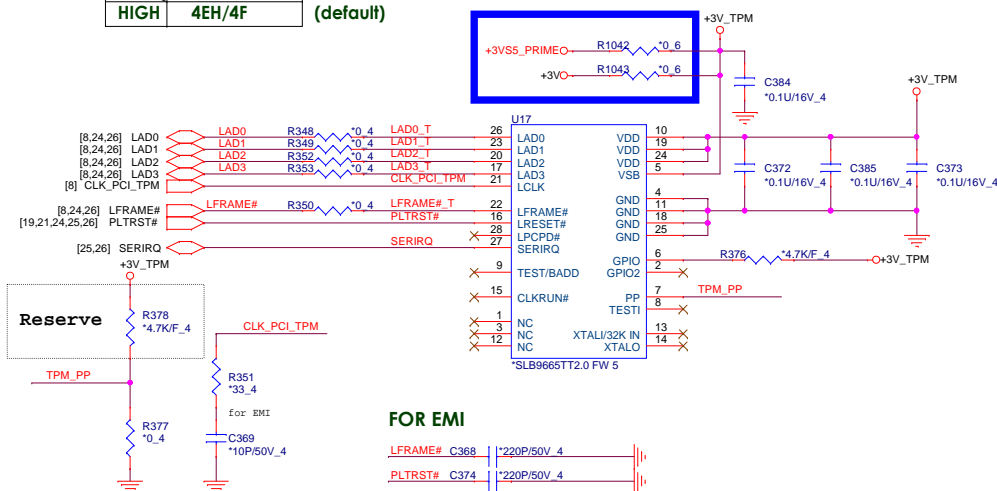 HIGH 4EH/4F (default)
+3V_TPM
+3VS5_PRIME R1042 *0_6
+3V R1043 *0_6
C384
*0.1U/16V_4
+3V_TPM
U17
[8,24,26] LAD0 LAD0 R348 *0_4 LAD0_T 26 LAD0 VDD 10
[8,24,26] LAD1 LAD1 R349 *0_4 LAD1_T 23 LAD1 VDD 19
[8,24,26] LAD2 LAD2 R352 *0_4 LAD2_T 20 LAD2 VDD 24
[8,24,26] LAD3 LAD3 R353 *0_4 LAD3_T 17 LAD3 VSB 5
[8] CLK_PCI_TPM CLK_PCI_TPM 21 LCLK
C372 C385 C373
*0.1U/16V_4 *0.1U/16V_4 *0.1U/16V_4
GND 4
[8,24,26] LFRAME# LFRAME# R350 *0_4 LFRAME#_T 22 LFRAME# GND 11
[19,21,24,25,26] PLTRST# PLTRST# 16 LRESET# GND 18
28 LPCPD# GND 25
[25,26] SERIRQ SERIRQ 27 SERIRQ
GPIO 6 R376 *4.7K/F_4 +3V_TPM
9 TEST/BADD GPIO2 2
+3V_TPM
15 CLKRUN# PP 7 TPM_PP
TESTI 8
1 NC
3 NC XTALI/32K IN 13
12 NC XTALO 14
*SLB9665TT2.0 FW 5
Reserve
R378
*4.7K/F_4
CLK_PCI_TPM
TPM_PP
R351
*33_4
for EMI
R377
*0_4
C369
*10P/50V_4
FOR EMI
LFRAME# C368 *220P/50V_4
PLTRST# C374 *220P/50V_4